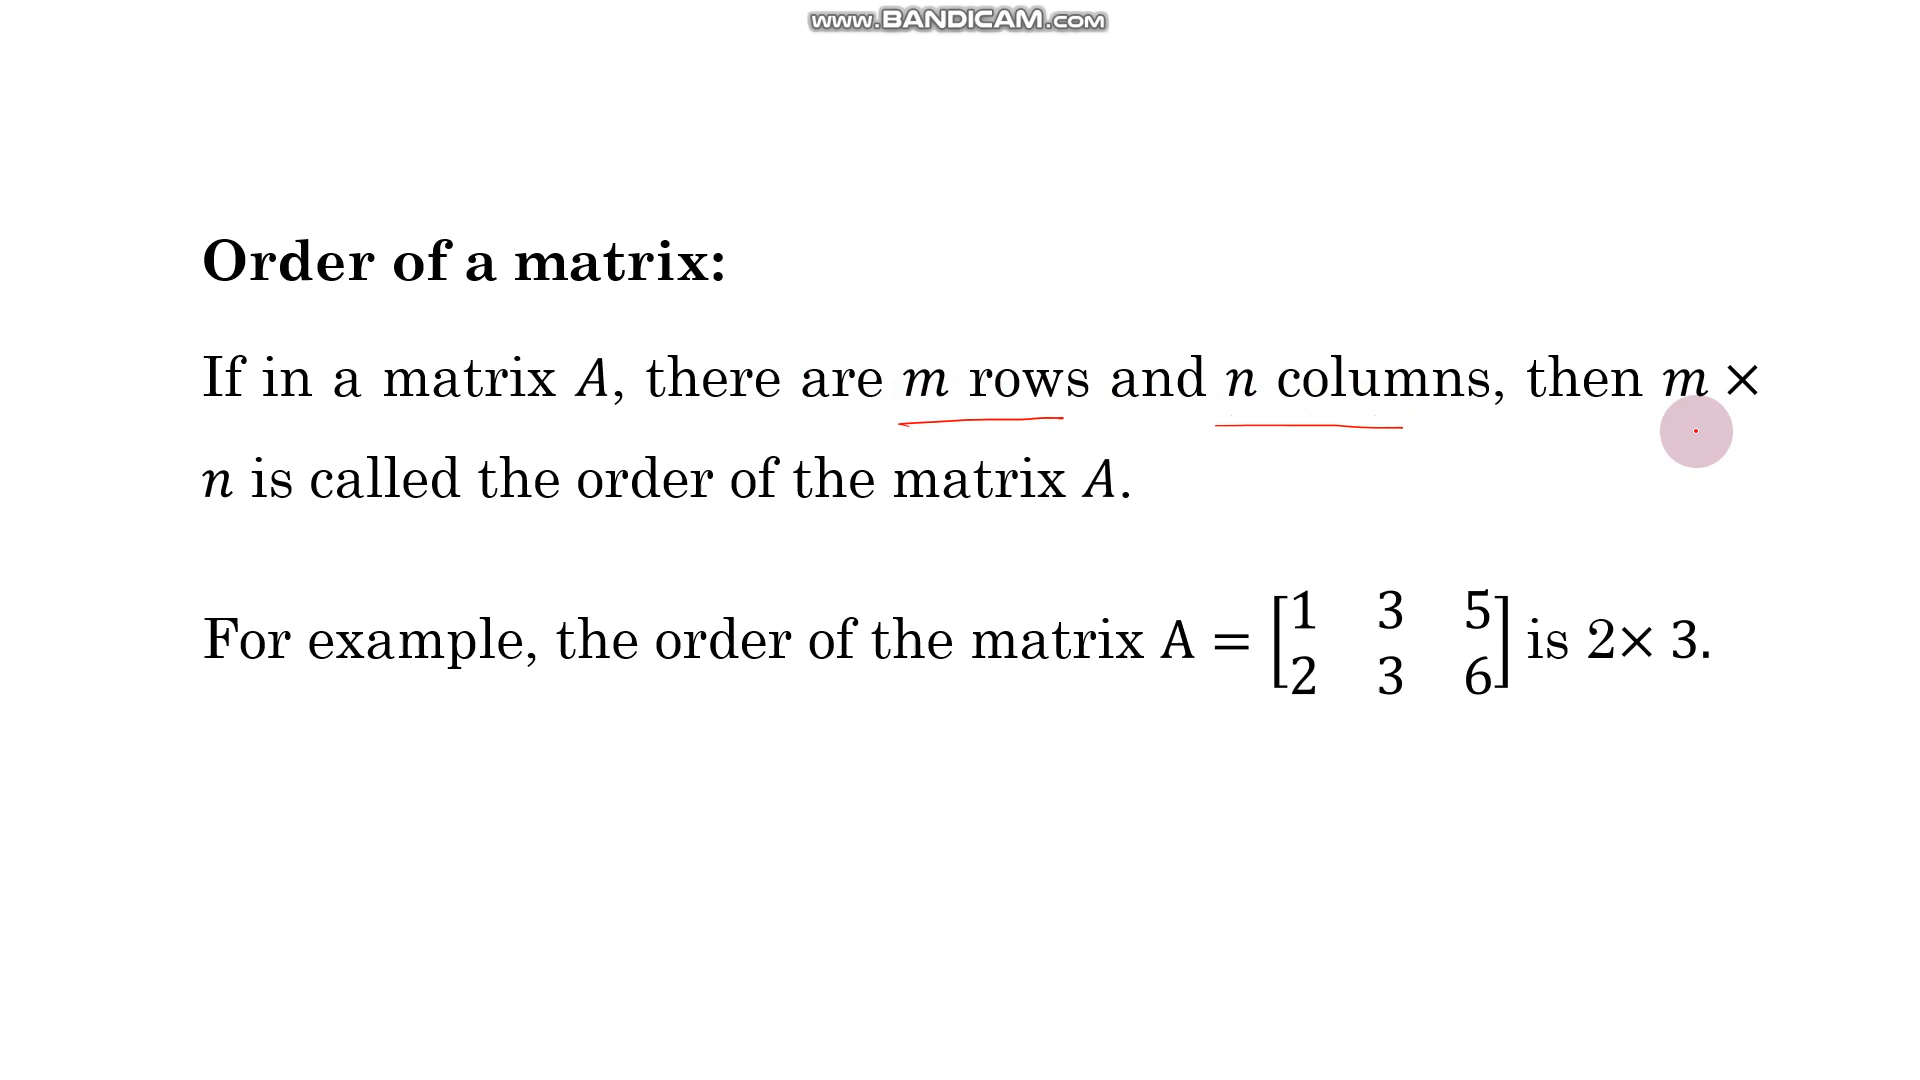 www.BANDICAM.com
Order of a matrix:
If in a matrix A, there are m rows and n columns, then m ×
n is called the order of the matrix A.
For example, the order of the matrix A = [1 3 5
2 3 6] is 2× 3.